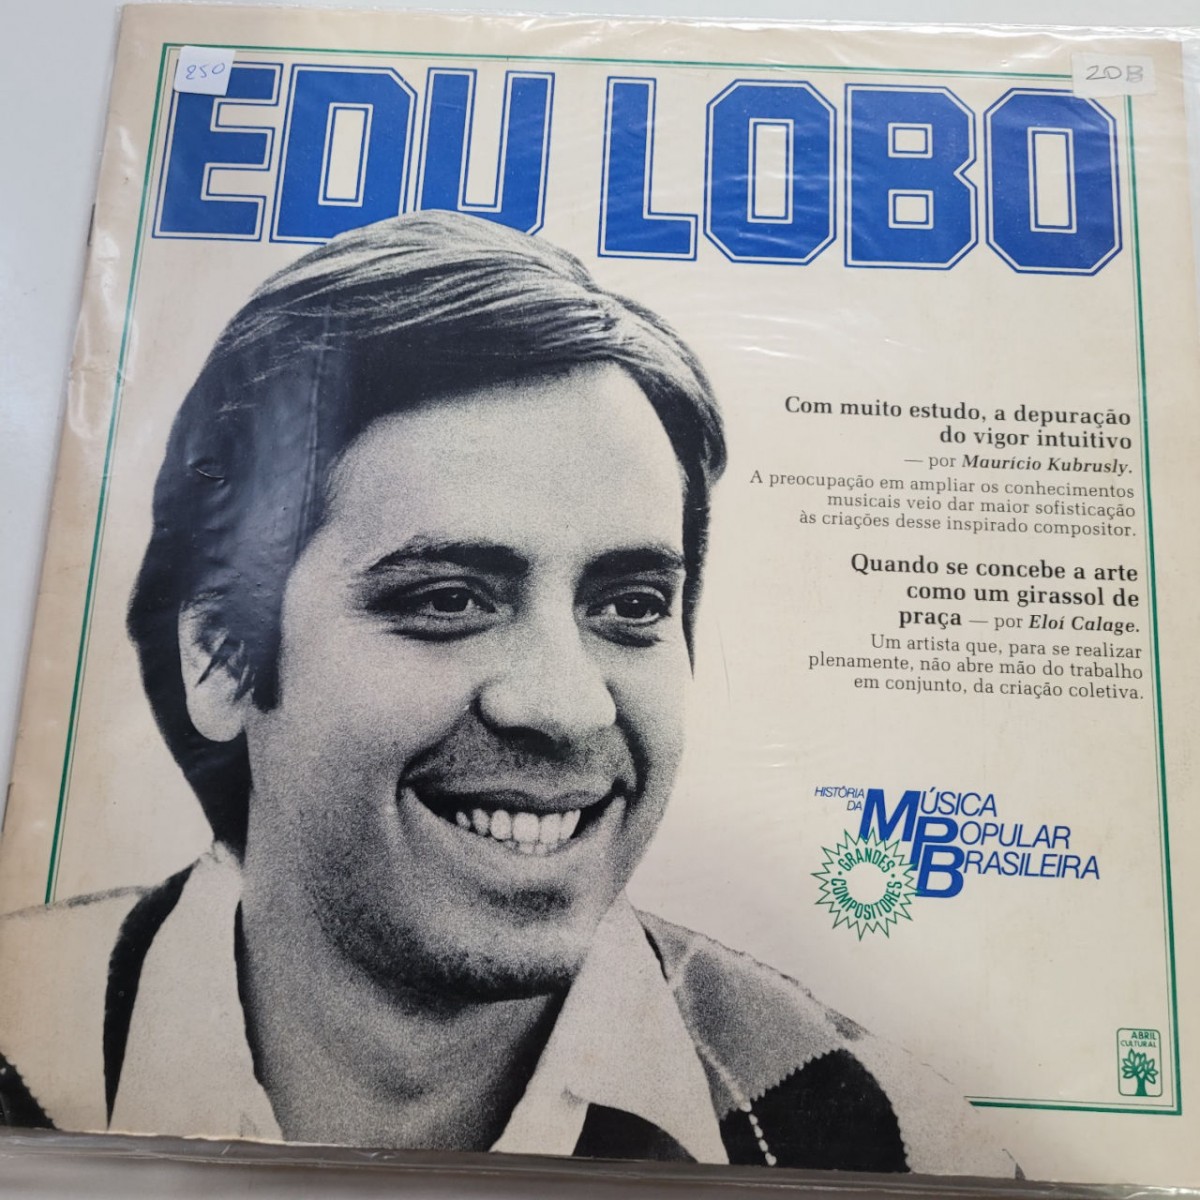 250
20B
EDU LOBO
Com muito estudo, a depuração
do vigor intuitivo
— por Maurício Kubrusly.
A preocupação em ampliar os conhecimentos
musicais veio dar maior sofisticação
às criações desse inspirado compositor.
Quando se concebe a arte
como um girassol de
praça — por Eloí Calage.
Um artista que, para se realizar
plenamente, não abre mão do trabalho
em conjunto, da criação coletiva.
HISTÓRIA
DA
MÚSICA
POPULAR
BRASILEIRA
GRANDES
COMPOSITORES
ABRIL
CULTURAL